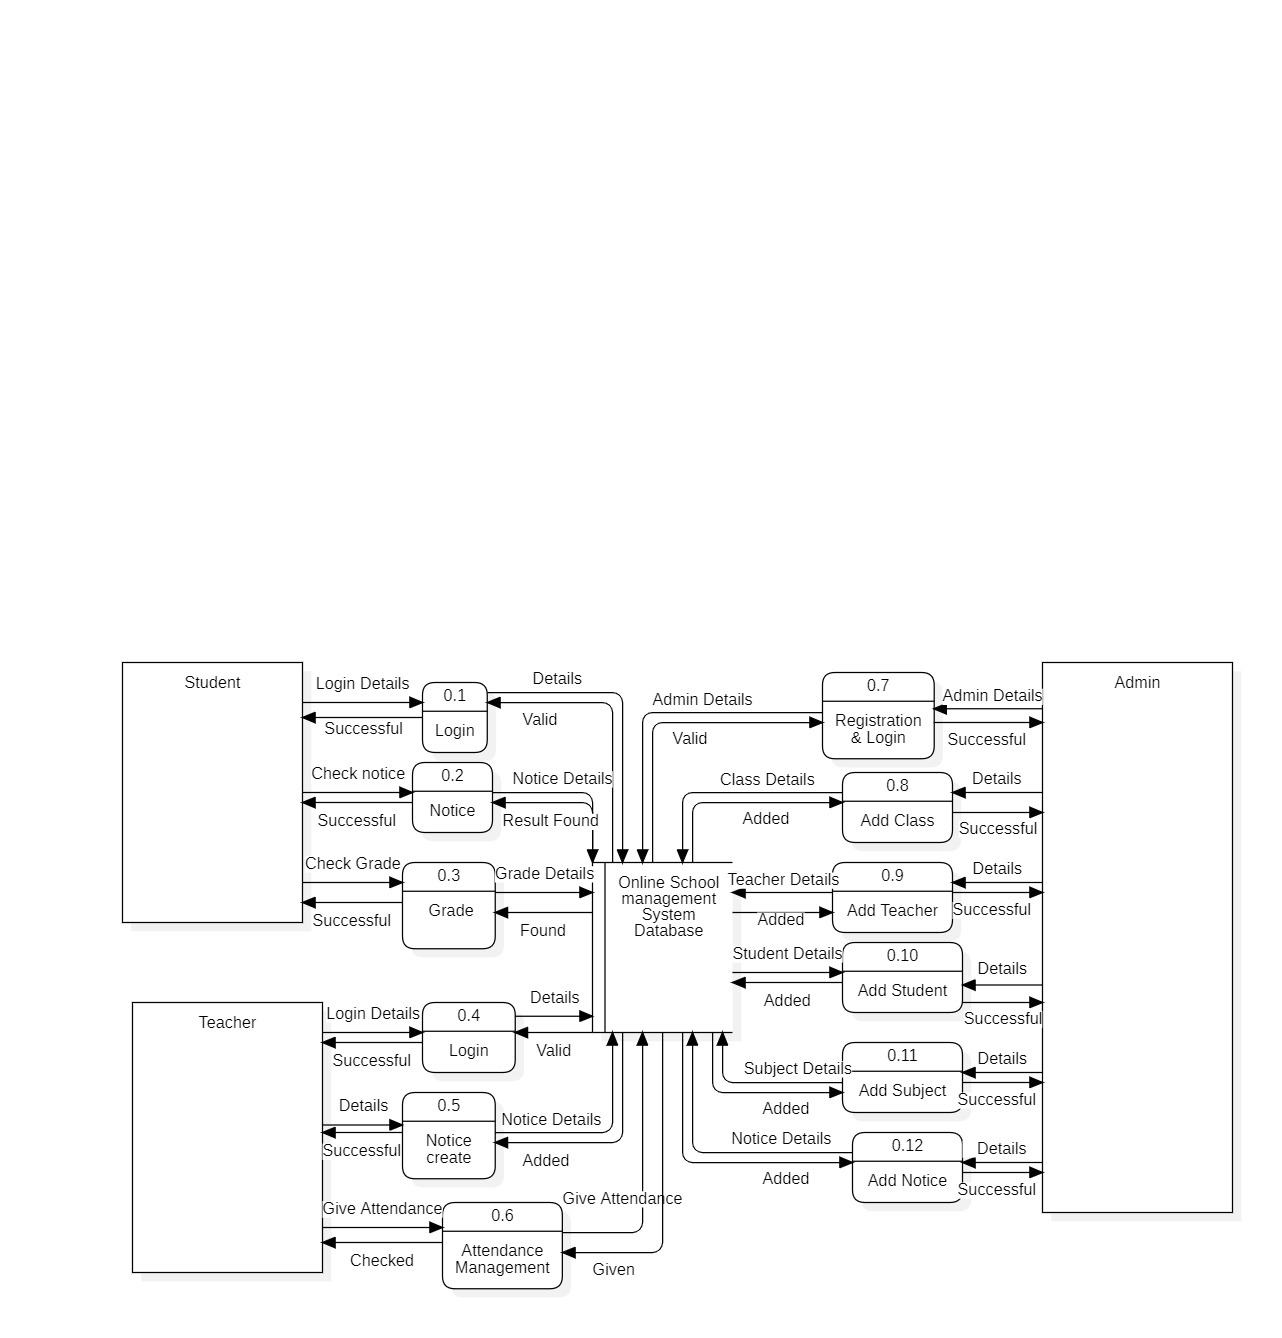 Student
Login Details
Successful
0.1
Login
Details
Valid
Check notice
Successful
0.2
Notice
Notice Details
Result Found
Check Grade
Successful
0.3
Grade
Grade Details
Found
Teacher
Login Details
Successful
0.4
Login
Details
Valid
Details
Successful
0.5
Notice
create
Notice Details
Added
Give Attendance
Checked
0.6
Attendance
Management
Give Attendance
Given
Online School
management
System
Database
Admin Details
Valid
0.7
Registration
& Login
Admin Details
Successful
Class Details
Added
0.8
Add Class
Details
Successful
Teacher Details
Added
0.9
Add Teacher
Details
Successful
Student Details
Added
0.10
Add Student
Details
Successful
Subject Details
Added
0.11
Add Subject
Details
Successful
Notice Details
Added
0.12
Add Notice
Details
Successful
Admin